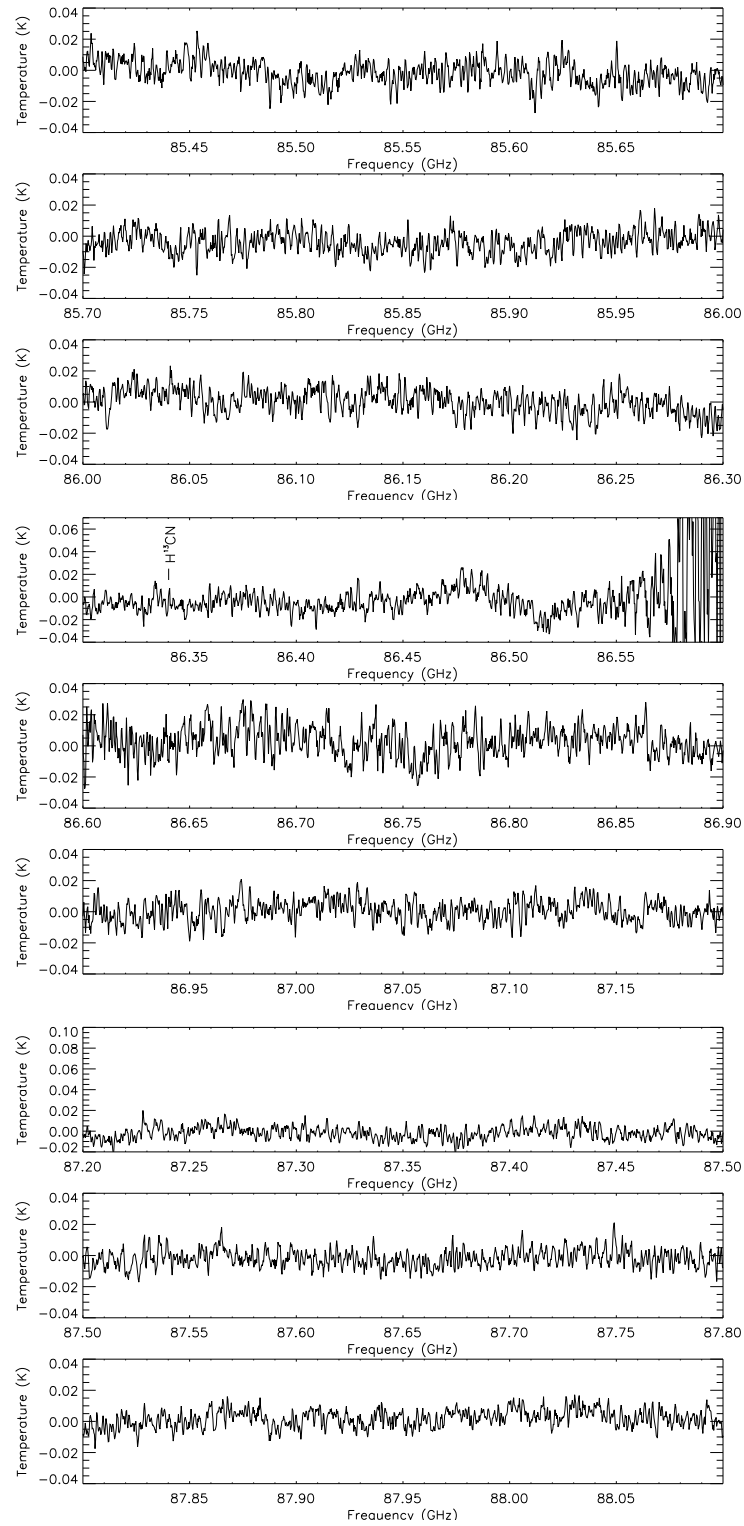 0.04
0.02
Temperature (K)
0.00
−0.02
−0.04
85.45 85.50 85.55 85.60 85.65
Frequency (GHz)
0.04
0.02
Temperature (K)
0.00
−0.02
−0.04
85.70 85.75 85.80 85.85 85.90 85.95 86.00
Frequency (GHz)
0.04
0.02
Temperature (K)
0.00
−0.02
−0.04
86.00 86.05 86.10 86.15 86.20 86.25 86.30
Frequency (GHz)
0.06
0.04
H¹³CN
0.02
Temperature (K)
0.00
−0.02
−0.04
86.35 86.40 86.45 86.50 86.55
Frequency (GHz)
0.04
0.02
Temperature (K)
0.00
−0.02
−0.04
86.60 86.65 86.70 86.75 86.80 86.85 86.90
Frequency (GHz)
0.04
0.02
Temperature (K)
0.00
−0.02
−0.04
86.95 87.00 87.05 87.10 87.15
Frequency (GHz)
0.10
0.08
0.06
Temperature (K)
0.04
0.02
0.00
−0.02
87.20 87.25 87.30 87.35 87.40 87.45 87.50
Frequency (GHz)
0.04
0.02
Temperature (K)
0.00
−0.02
−0.04
87.50 87.55 87.60 87.65 87.70 87.75 87.80
Frequency (GHz)
0.04
0.02
Temperature (K)
0.00
−0.02
−0.04
87.85 87.90 87.95 88.00 88.05
Frequency (GHz)